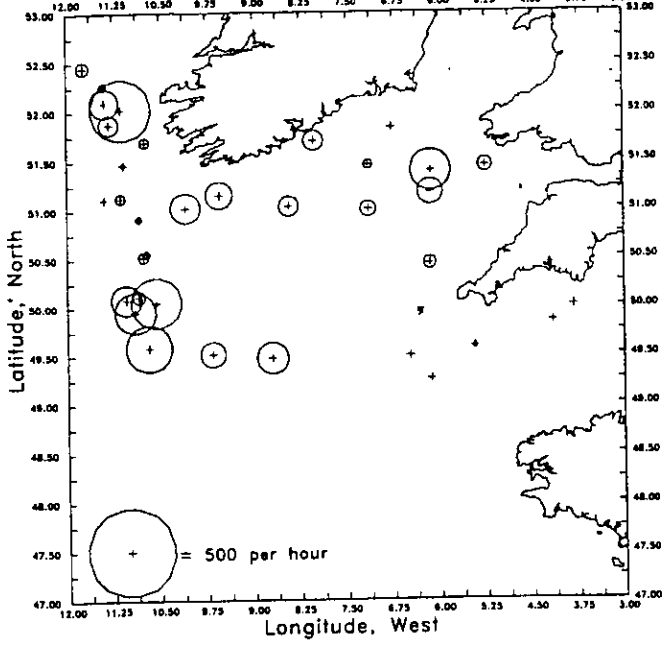 12.00 11.25 10.50 9.75 9.00 8.25 7.50 6.75 6.00 5.25 4.50 3.75
53.00 53.00
52.50 52.50
52.00 52.00
51.50 51.50
51.00 51.00
50.50 50.50
50.00 50.00
49.50 49.50
49.00 49.00
48.50 48.50
48.00 48.00
47.50 47.50
47.00 47.00
Latitude,° North
= 500 per hour
12.00 11.25 10.50 9.75 9.00 8.25 7.50 6.75 6.00 5.25 4.50 3.75 3.00
Longitude, West